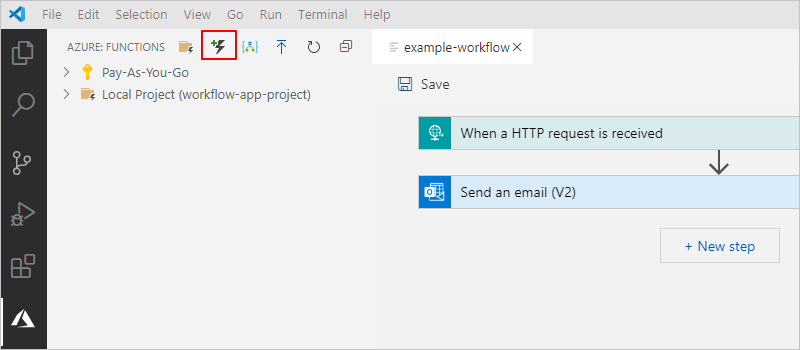 File Edit Selection View Go Run Terminal Help
AZURE: FUNCTIONS
example-workflow
Pay-As-You-Go
Local Project (workflow-app-project)
Save
When a HTTP request is received
Send an email (V2)
+ New step